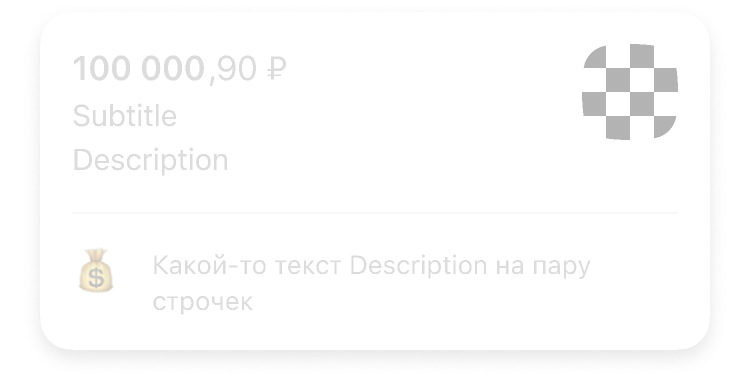 100 000,90 ₽
Subtitle
Description
Какой-то текст Description на пару
строчек